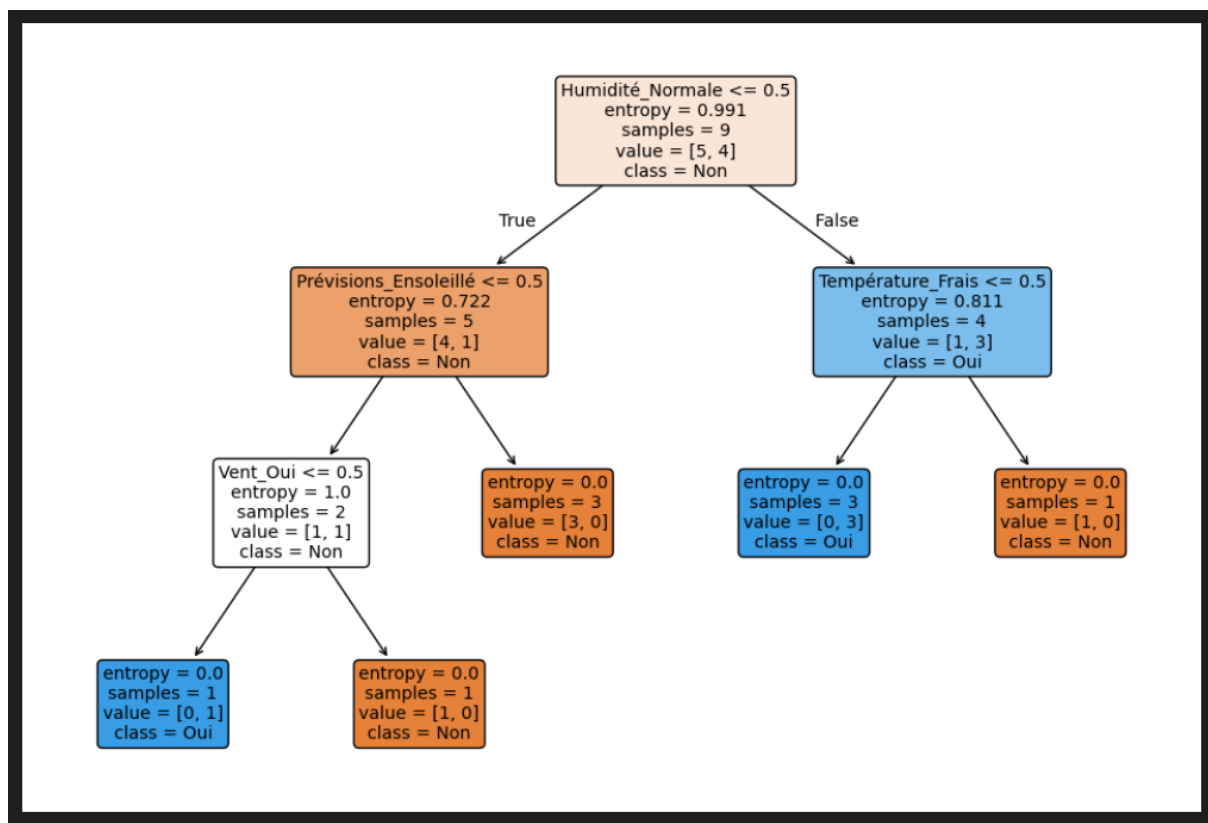 Humidité_Normale <= 0.5
entropy = 0.991
samples = 9
value = [5, 4]
class = Non
True
False
Prévisions_Ensoleillé <= 0.5
entropy = 0.722
samples = 5
value = [4, 1]
class = Non
Température_Frais <= 0.5
entropy = 0.811
samples = 4
value = [1, 3]
class = Oui
Vent_Oui <= 0.5
entropy = 1.0
samples = 2
value = [1, 1]
class = Non
entropy = 0.0
samples = 3
value = [3, 0]
class = Non
entropy = 0.0
samples = 3
value = [0, 3]
class = Oui
entropy = 0.0
samples = 1
value = [1, 0]
class = Non
entropy = 0.0
samples = 1
value = [0, 1]
class = Oui
entropy = 0.0
samples = 1
value = [1, 0]
class = Non